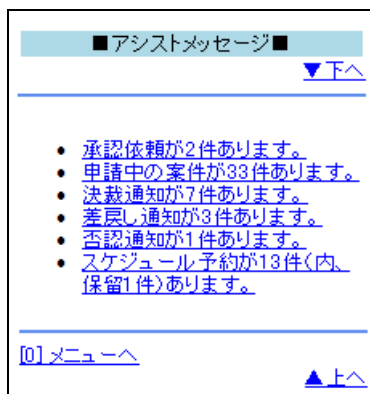 ■アシストメッセージ■
▼下へ
承認依頼が2件あります。
申請中の案件が33件あります。
決裁通知が7件あります。
差戻し通知が3件あります。
否認通知が1件あります。
スケジュール予約が13件(内、
保留1件)あります。
[0]メニューへ
▲上へ